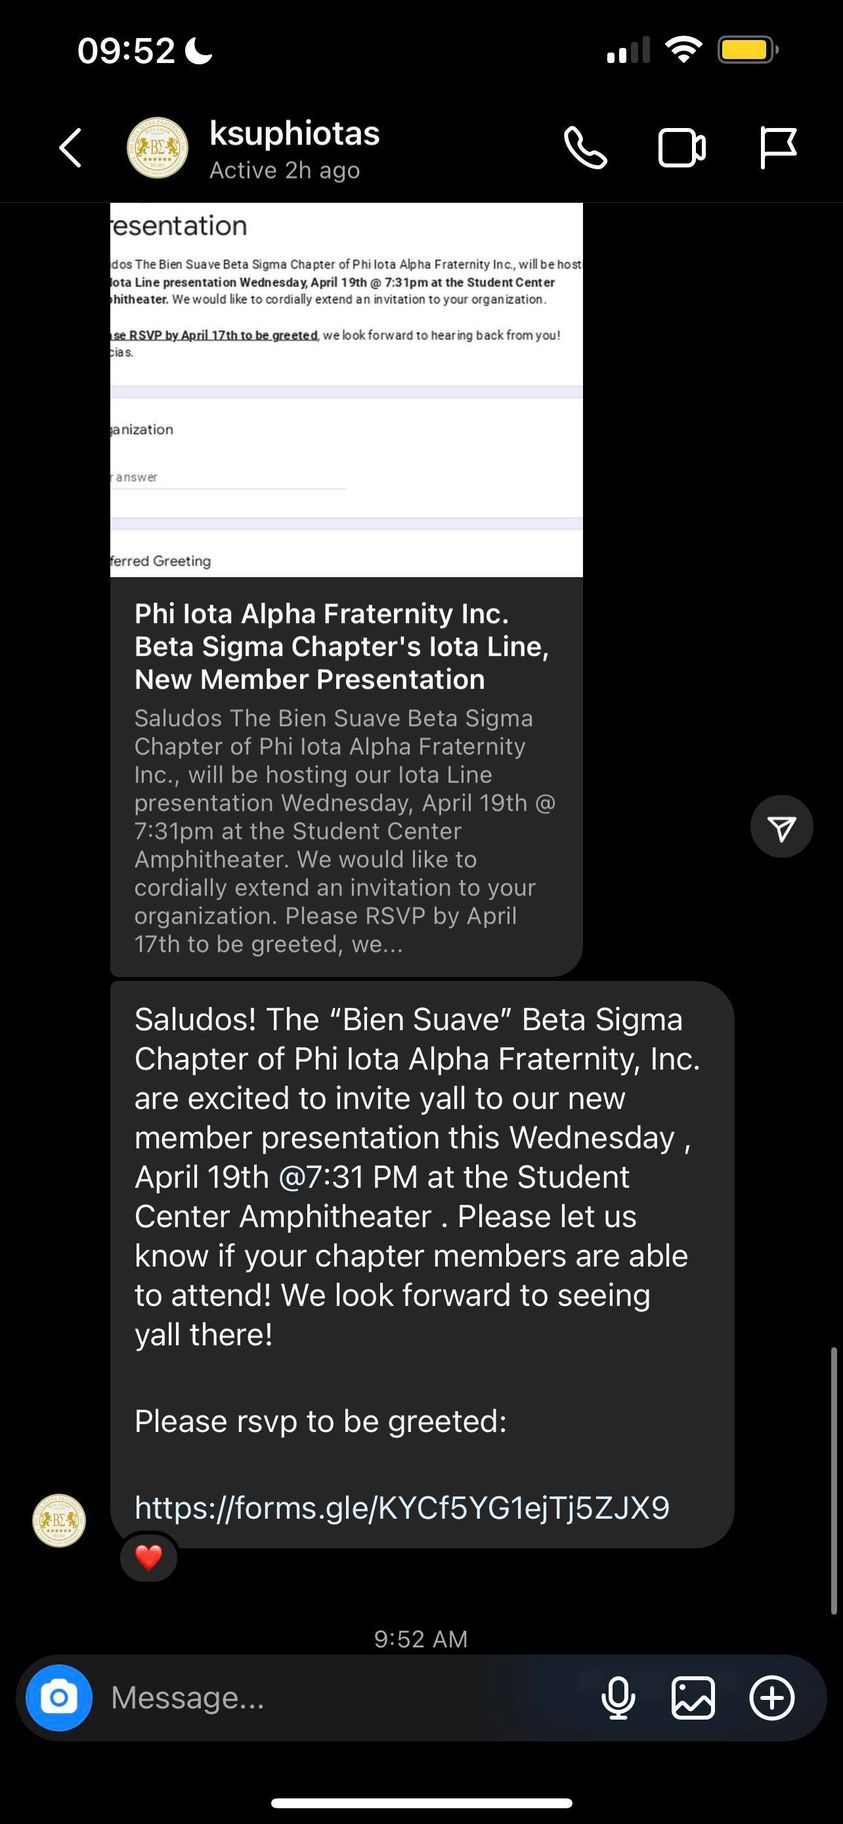 09:52
ksuphiotas
Active 2h ago
resentation
dos The Bien Suave Beta Sigma Chapter of Phi Iota Alpha Fraternity Inc., will be host
Iota Line presentation Wednesday, April 19th @ 7:31pm at the Student Center
phitheater. We would like to cordially extend an invitation to your organization.
se RSVP by April 17th to be greeted, we look forward to hearing back from you!
cias.
ganization
r answer
ferred Greeting
Phi Iota Alpha Fraternity Inc.
Beta Sigma Chapter's Iota Line,
New Member Presentation
Saludos The Bien Suave Beta Sigma
Chapter of Phi Iota Alpha Fraternity
Inc., will be hosting our Iota Line
presentation Wednesday, April 19th @
7:31pm at the Student Center
Amphitheater. We would like to
cordially extend an invitation to your
organization. Please RSVP by April
17th to be greeted, we...
Saludos! The “Bien Suave” Beta Sigma
Chapter of Phi Iota Alpha Fraternity, Inc.
are excited to invite yall to our new
member presentation this Wednesday ,
April 19th @7:31 PM at the Student
Center Amphitheater . Please let us
know if your chapter members are able
to attend! We look forward to seeing
yall there!
Please rsvp to be greeted:
https://forms.gle/KYCf5YG1ejTj5ZJX9
9:52 AM
Message...